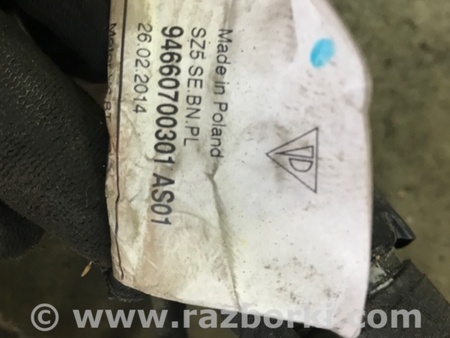 Made in Poland
SZ5 SE.BN.PL
94660700301 AS01
26.02.2014
© www.razborki.com